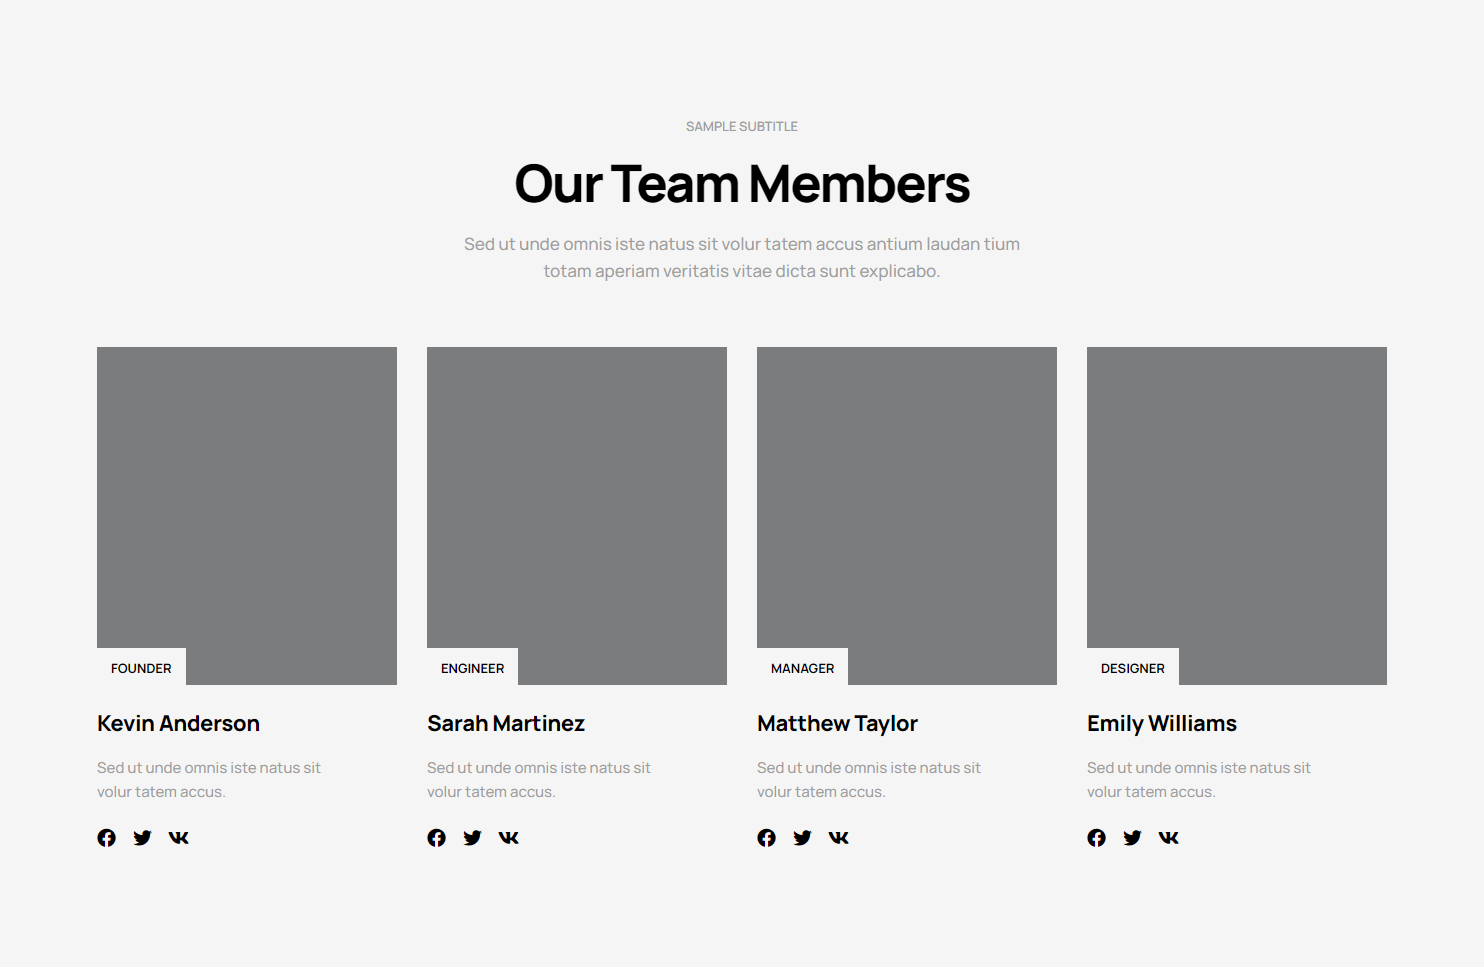 SAMPLE SUBTITLE
Our Team Members
Sed ut unde omnis iste natus sit volur tatem accus antium laudan tium
totam aperiam veritatis vitae dicta sunt explicabo.
FOUNDER
Kevin Anderson
Sed ut unde omnis iste natus sit
volur tatem accus.
ENGINEER
Sarah Martinez
Sed ut unde omnis iste natus sit
volur tatem accus.
MANAGER
Matthew Taylor
Sed ut unde omnis iste natus sit
volur tatem accus.
DESIGNER
Emily Williams
Sed ut unde omnis iste natus sit
volur tatem accus.